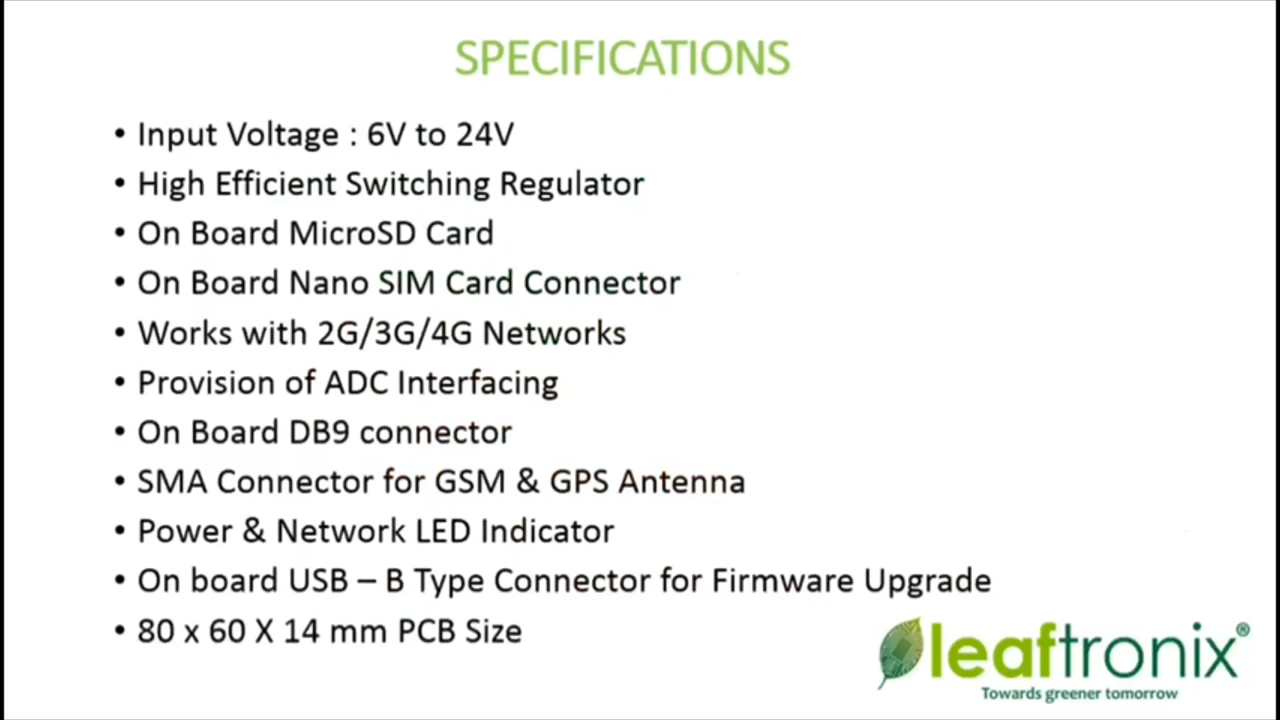 SPECIFICATIONS
• Input Voltage : 6V to 24V
• High Efficient Switching Regulator
• On Board MicroSD Card
• On Board Nano SIM Card Connector
• Works with 2G/3G/4G Networks
• Provision of ADC Interfacing
• On Board DB9 connector
• SMA Connector for GSM & GPS Antenna
• Power & Network LED Indicator
• On board USB – B Type Connector for Firmware Upgrade
• 80 x 60 X 14 mm PCB Size
leaftronix®
Towards greener tomorrow